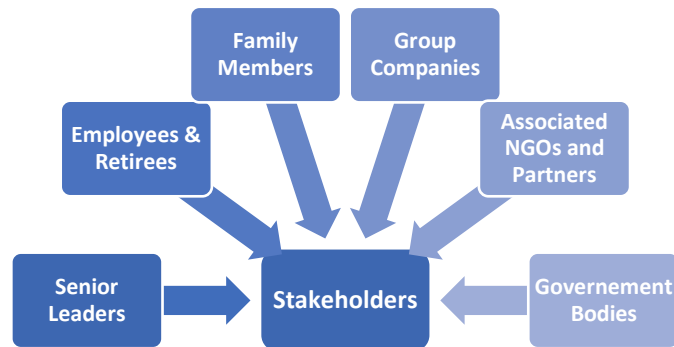 Family
Members
Group
Companies
Employees &
Retirees
Associated
NGOs and
Partners
Senior
Leaders
Stakeholders
Governement
Bodies